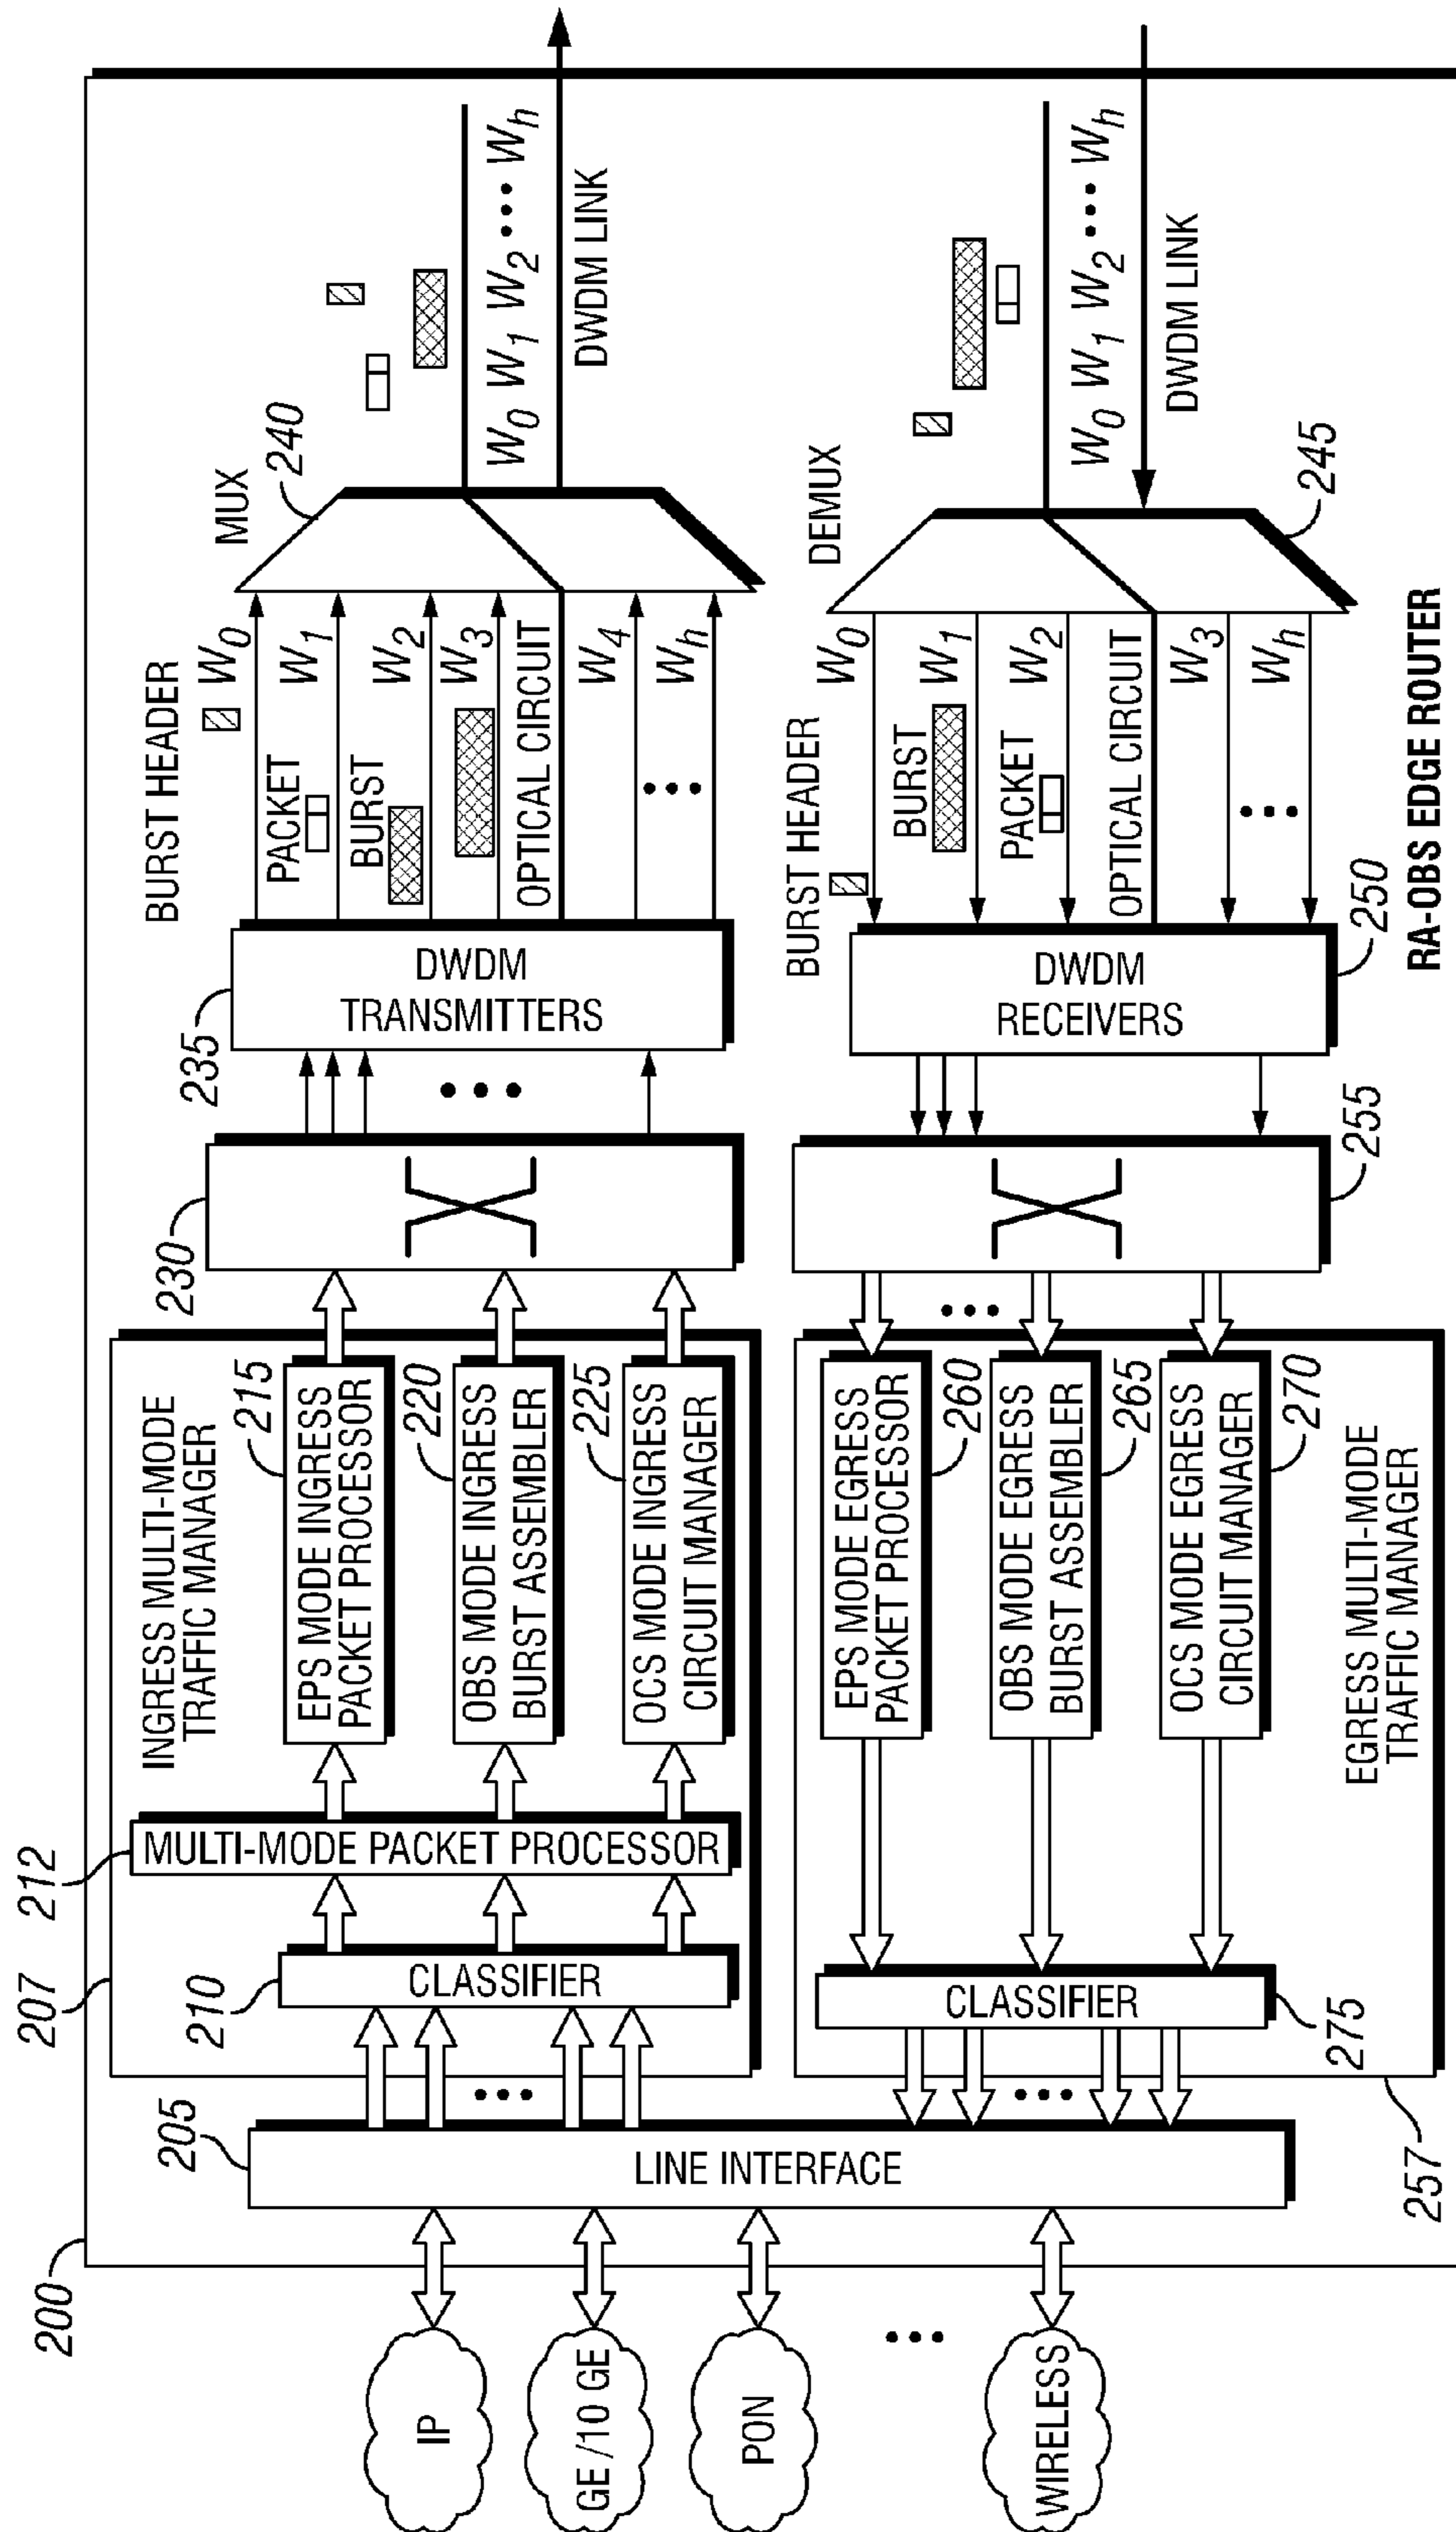 200
IP
GE /10 GE
PON
WIRELESS
205
LINE INTERFACE
207
INGRESS MULTI-MODE
TRAFFIC MANAGER
210
CLASSIFIER
212
MULTI-MODE PACKET PROCESSOR
215
EPS MODE INGRESS
PACKET PROCESSOR
220
OBS MODE INGRESS
BURST ASSEMBLER
225
OCS MODE INGRESS
CIRCUIT MANAGER
230
235
DWDM
TRANSMITTERS
BURST HEADER
W0
PACKET
W1
BURST
W2
W3
OPTICAL CIRCUIT
W4
Wh
MUX
240
W0 W1 W2 ••• Wh
DWDM LINK
DEMUX
245
W0 W1 W2 ••• Wh
DWDM LINK
BURST HEADER
W0
BURST
W1
PACKET
W2
OPTICAL CIRCUIT
W3
Wh
DWDM
RECEIVERS
250
255
EPS MODE EGRESS
PACKET PROCESSOR
260
OBS MODE EGRESS
BURST ASSEMBLER
265
OCS MODE EGRESS
CIRCUIT MANAGER
270
CLASSIFIER
275
EGRESS MULTI-MODE
TRAFFIC MANAGER
257
RA-OBS EDGE ROUTER